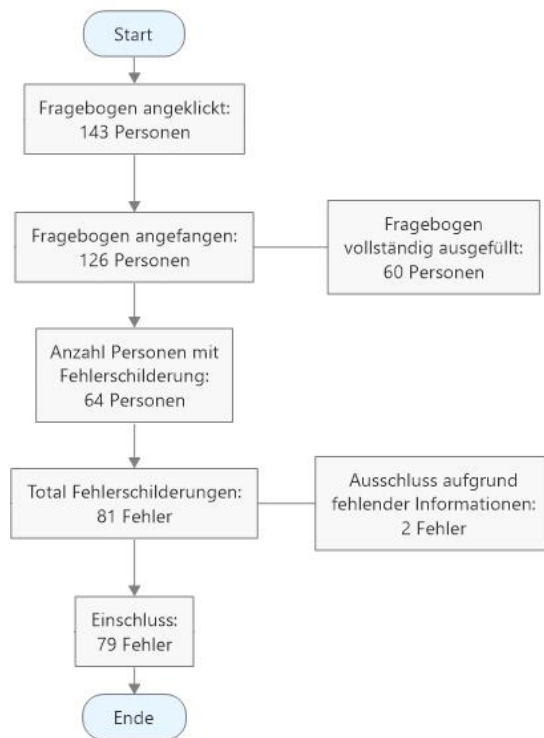 Start
Fragebogen angeklickt:
143 Personen
Fragebogen angefangen:
126 Personen
Fragebogen
vollständig ausgefüllt:
60 Personen
Anzahl Personen mit
Fehlerschilderung:
64 Personen
Total Fehlerschilderungen:
81 Fehler
Ausschluss aufgrund
fehlender Informationen:
2 Fehler
Einschluss:
79 Fehler
Ende